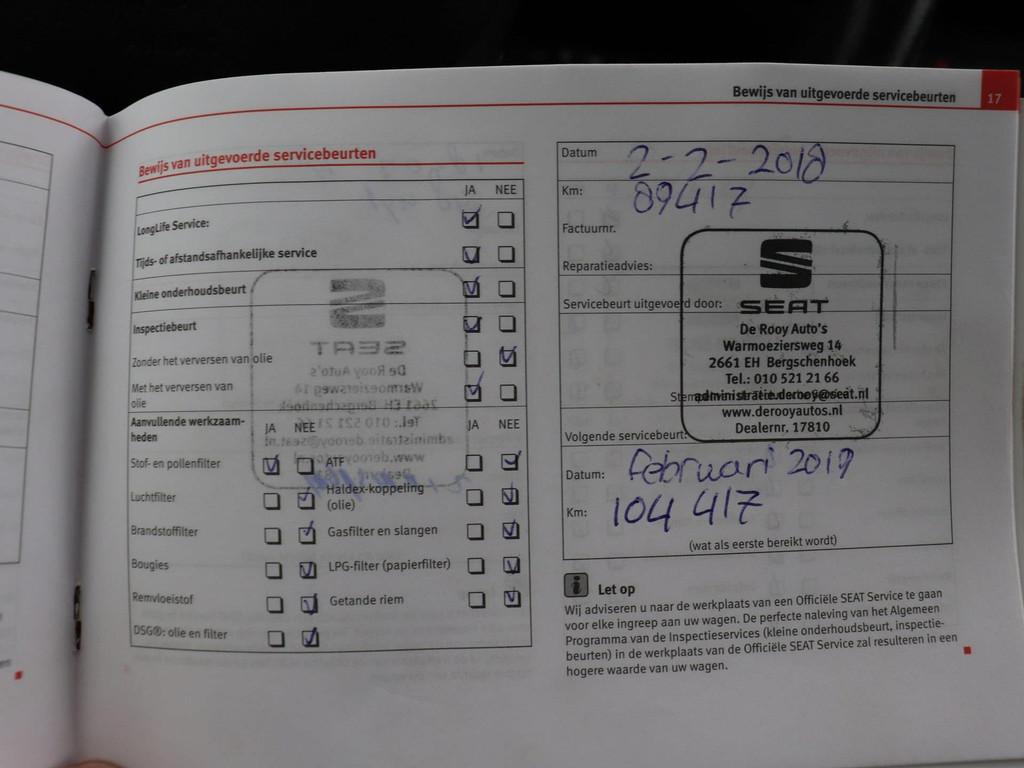 Bewijs van uitgevoerde servicebeurten 17
Bewijs van uitgevoerde servicebeurten
JA NEE
LongLife Service:
Tijds- of afstandsafhankelijke service
Kleine onderhoudsbeurt
Inspectiebeurt
Zonder het verversen van olie
Met het verversen van
olie
Aanvullende werkzaam-
heden
JA NEE
JA NEE
Stof- en pollenfilter
ATF
Luchtfilter
Haldex-koppeling
(olie)
Brandstoffilter
Gasfilter en slangen
Bougies
LPG-filter (papierfilter)
Remvloeistof
Getande riem
DSG®: olie en filter
Datum 2-2-2018
Km: 89417
Factuurnr.
Reparatieadvies:
Servicebeurt uitgevoerd door:
SEAT
De Rooy Auto's
Warmoeziersweg 14
2661 EH Bergschenhoek
Tel.: 010 521 21 66
administratie.derooy@seat.nl
www.derooyautos.nl
Dealernr. 17810
Volgende servicebeurt:
Datum: februari 2019
Km: 104 417
(wat als eerste bereikt wordt)
Let op
Wij adviseren u naar de werkplaats van een Officiële SEAT Service te gaan
voor elke ingreep aan uw wagen. De perfecte naleving van het Algemeen
Programma van de Inspectieservices (kleine onderhoudsbeurt, inspectie-
beurten) in de werkplaats van de Officiële SEAT Service zal resulteren in een
hogere waarde van uw wagen.